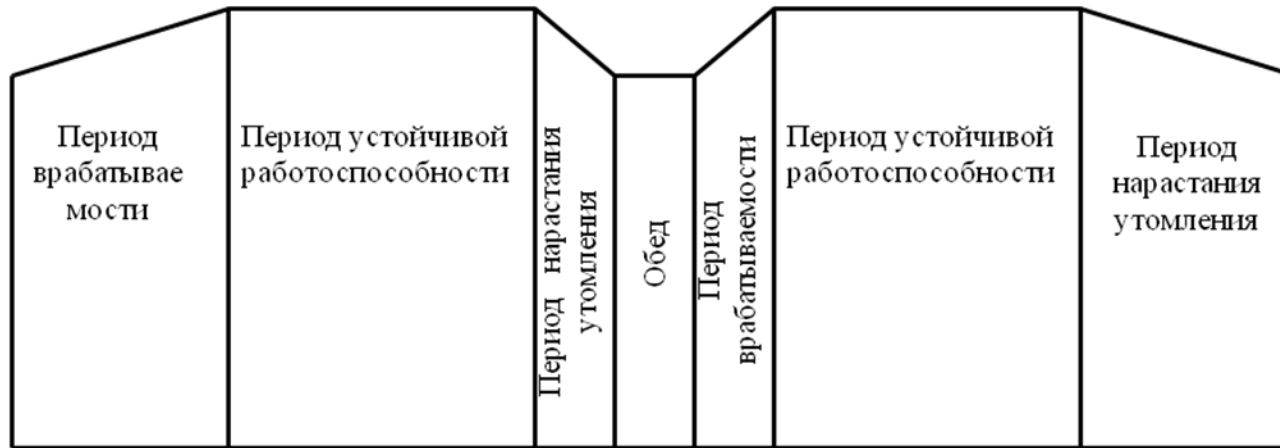 Период
врабатывае
мости
Период устойчивой
работоспособности
Период нарастания
утомления
Обед
Период
врабатываемости
Период устойчивой
работоспособности
Период
нарастания
утомления